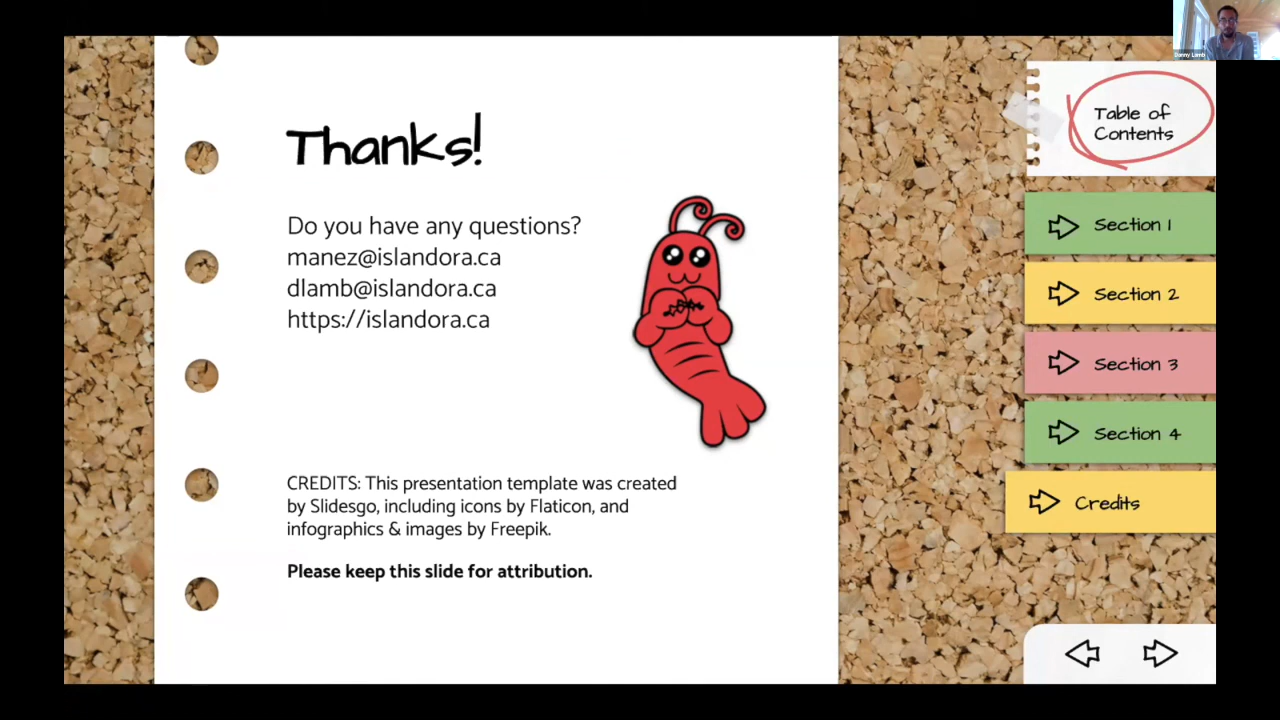 Danny Lamb
Thanks!
Do you have any questions?
manez@islandora.ca
dlamb@islandora.ca
https://islandora.ca
CREDITS: This presentation template was created
by Slidesgo, including icons by Flaticon, and
infographics & images by Freepik.
Please keep this slide for attribution.
Table of
Contents
Section 1
Section 2
Section 3
Section 4
Credits